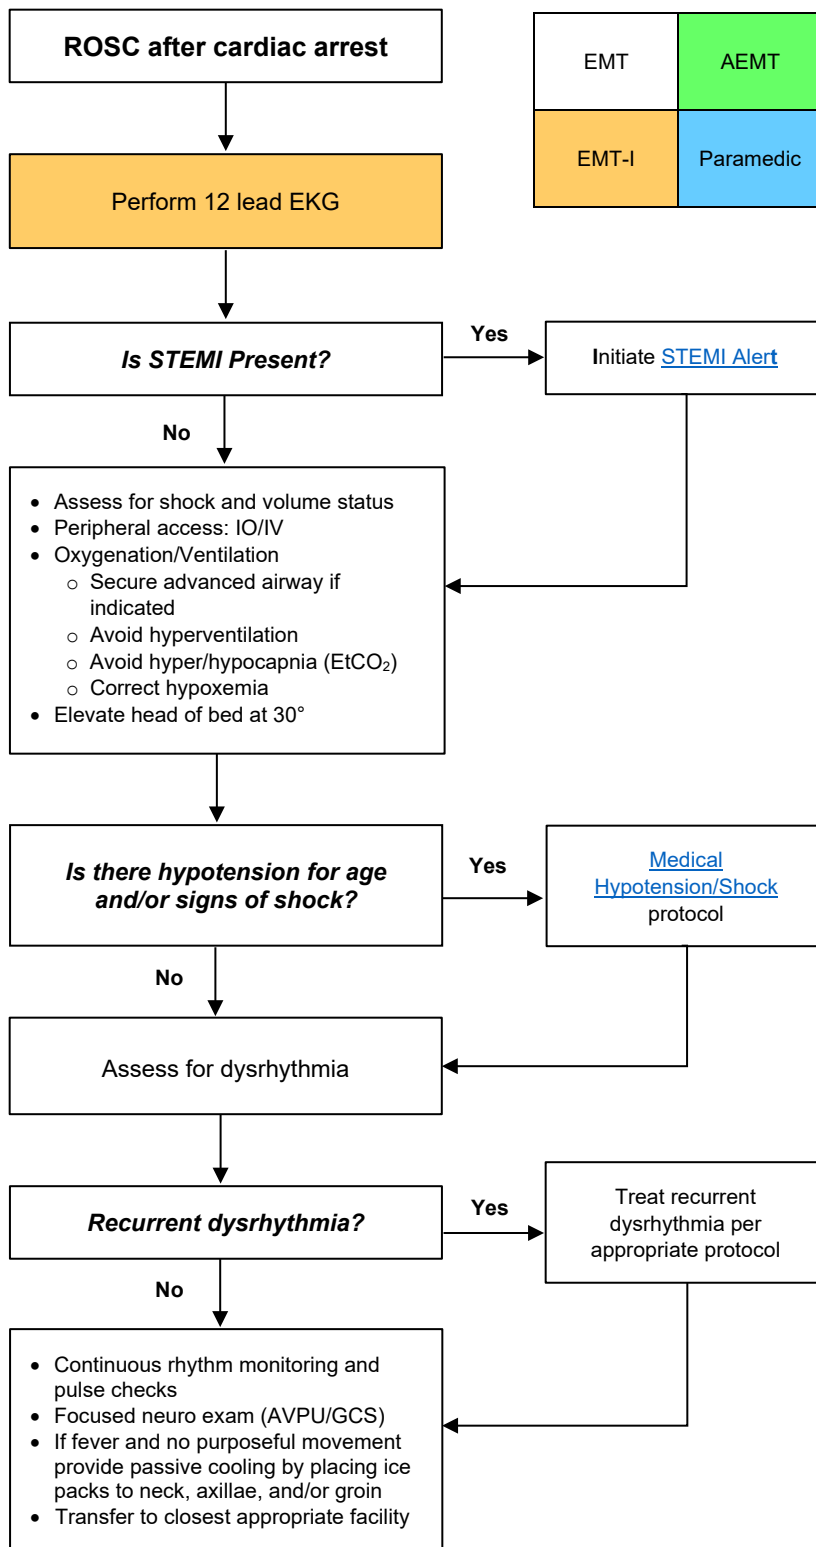 ROSC after cardiac arrest
EMT
AEMT
EMT-I
Paramedic
Perform 12 lead EKG
Is STEMI Present?
Yes
Initiate STEMI Alert
No
• Assess for shock and volume status
• Peripheral access: IO/IV
• Oxygenation/Ventilation
o Secure advanced airway if
indicated
o Avoid hyperventilation
o Avoid hyper/hypocapnia (EtCO₂)
o Correct hypoxemia
• Elevate head of bed at 30°
Is there hypotension for age
and/or signs of shock?
Yes
Medical
Hypotension/Shock
protocol
No
Assess for dysrhythmia
Recurrent dysrhythmia?
Yes
Treat recurrent
dysrhythmia per
appropriate protocol
No
• Continuous rhythm monitoring and
pulse checks
• Focused neuro exam (AVPU/GCS)
• If fever and no purposeful movement
provide passive cooling by placing ice
packs to neck, axillae, and/or groin
• Transfer to closest appropriate facility